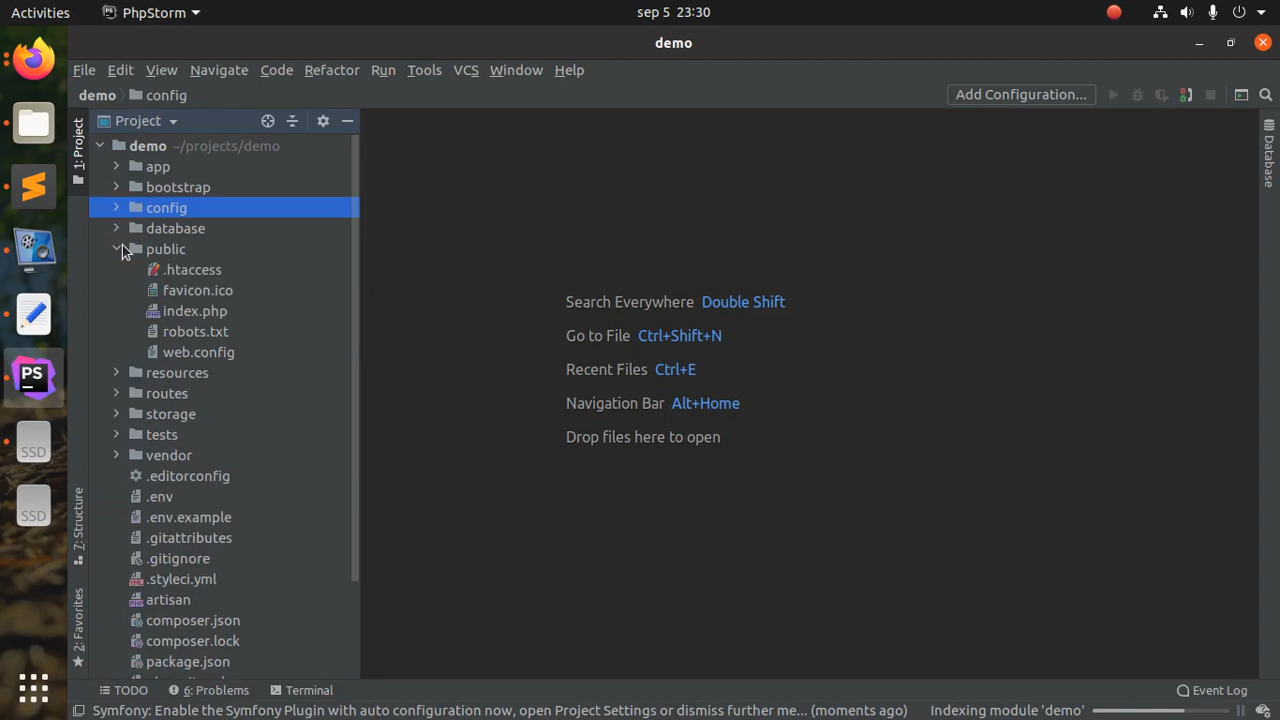 Activities
PhpStorm
sep 5 23:30
demo
File Edit View Navigate Code Refactor Run Tools VCS Window Help
demo config
Add Configuration...
1: Project
Project
Database
demo ~/projects/demo
app
bootstrap
config
database
public
.htaccess
favicon.ico
index.php
robots.txt
web.config
resources
routes
storage
tests
vendor
.editorconfig
.env
.env.example
.gitattributes
.gitignore
.styleci.yml
artisan
composer.json
composer.lock
package.json
Search Everywhere Double Shift
Go to File Ctrl+Shift+N
Recent Files Ctrl+E
Navigation Bar Alt+Home
Drop files here to open
PS
SSD
SSD
7: Structure
2: Favorites
TODO
6: Problems
Terminal
Event Log
Symfony: Enable the Symfony Plugin with auto configuration now, open Project Settings or dismiss further me... (moments ago)
Indexing module 'demo'